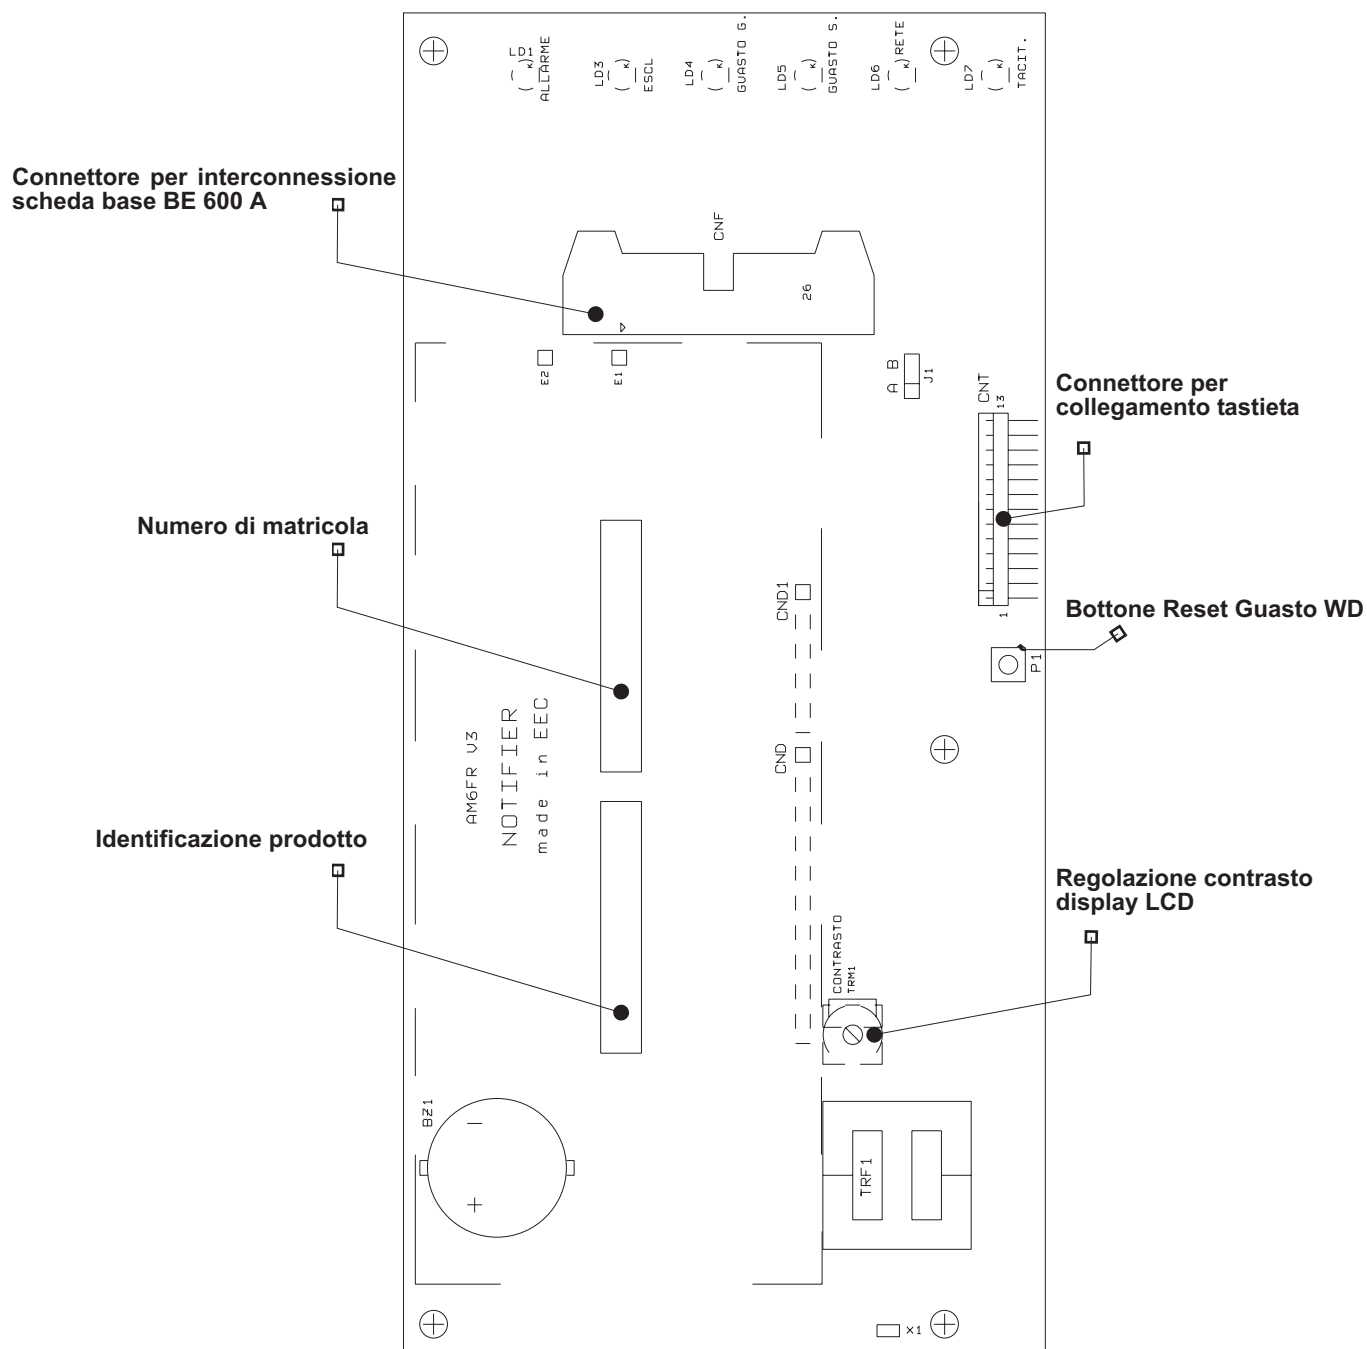 LD1
ALLARME
LD3
ESCL
LD4
GUASTO G.
LD5
GUASTO S.
LD6
RETE
LD7
TACIT.
K
K
K
K
K
K
Connettore per interconnessione
scheda base BE 600 A
CNF
26
E2
E1
A B
J1
CNT
13
1
Connettore per
collegamento tastieta
Numero di matricola
CND1
Bottone Reset Guasto WD
P1
AM6FR V3
NOTIFIER
made in EEC
CND
Identificazione prodotto
Regolazione contrasto
display LCD
CONTRASTO
TRM1
BZ1
-
+
TRF1
X1